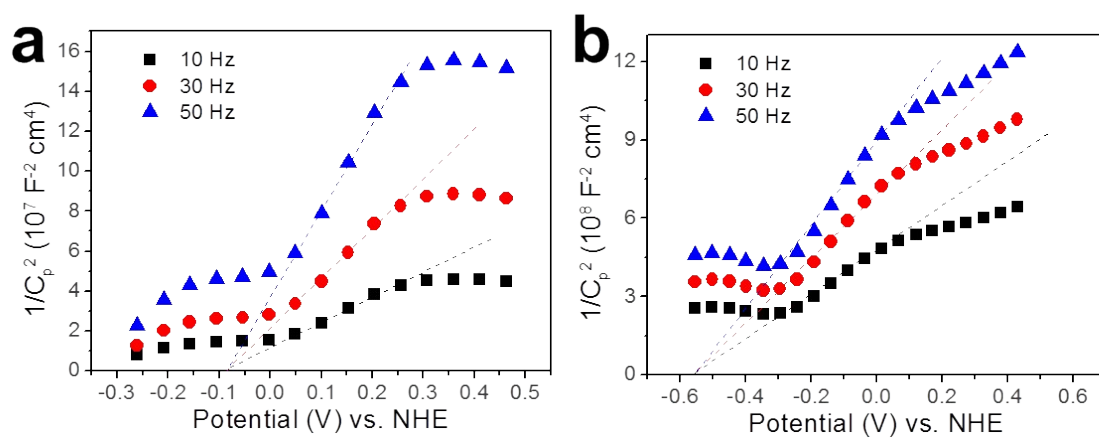 a
1/Cp² (10⁷ F⁻² cm⁴)
16
14
12
10
8
6
4
2
0
10 Hz
30 Hz
50 Hz
-0.3 -0.2 -0.1 0.0 0.1 0.2 0.3 0.4 0.5
Potential (V) vs. NHE
b
1/Cp² (10⁸ F⁻² cm⁴)
12
9
6
3
0
10 Hz
30 Hz
50 Hz
-0.6 -0.4 -0.2 0.0 0.2 0.4 0.6
Potential (V) vs. NHE